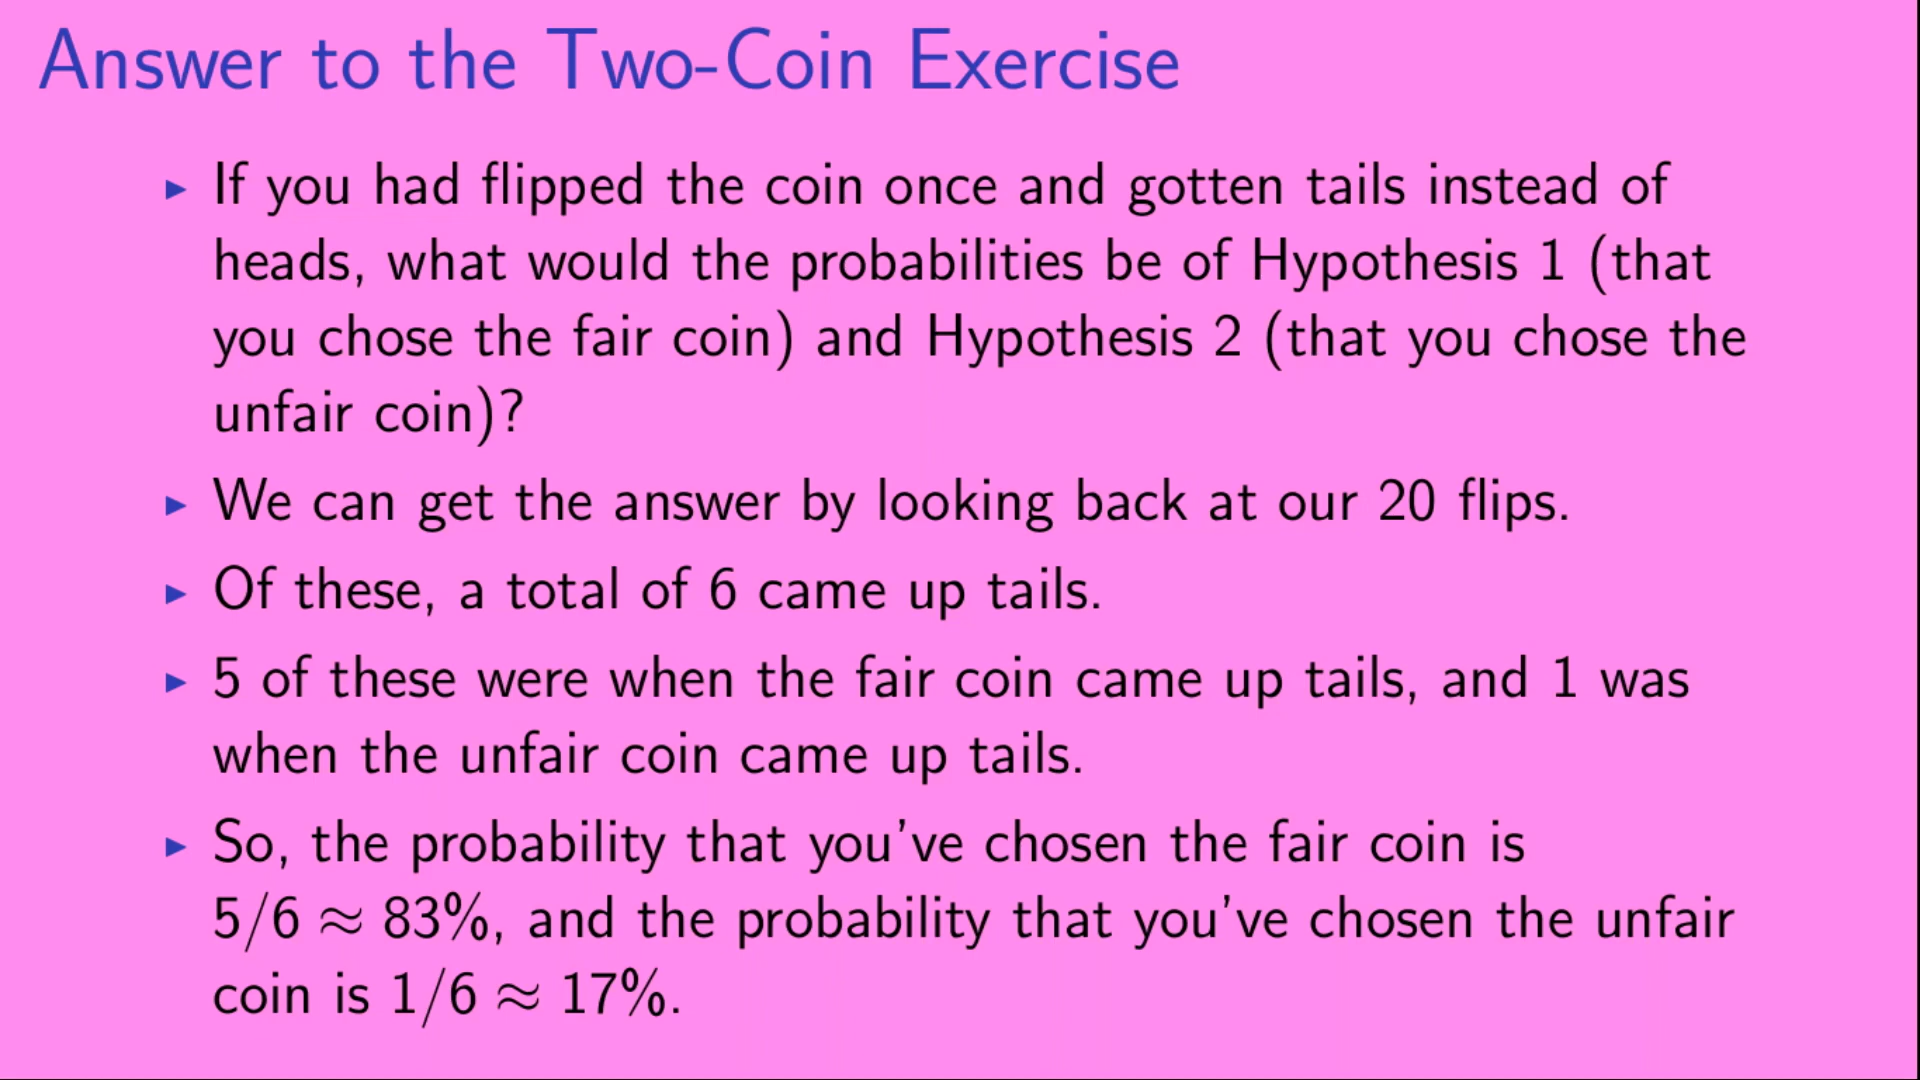 Answer to the Two-Coin Exercise
▶ If you had flipped the coin once and gotten tails instead of
heads, what would the probabilities be of Hypothesis 1 (that
you chose the fair coin) and Hypothesis 2 (that you chose the
unfair coin)?
▶ We can get the answer by looking back at our 20 flips.
▶ Of these, a total of 6 came up tails.
▶ 5 of these were when the fair coin came up tails, and 1 was
when the unfair coin came up tails.
▶ So, the probability that you've chosen the fair coin is
5/6 ≈ 83%, and the probability that you've chosen the unfair
coin is 1/6 ≈ 17%.